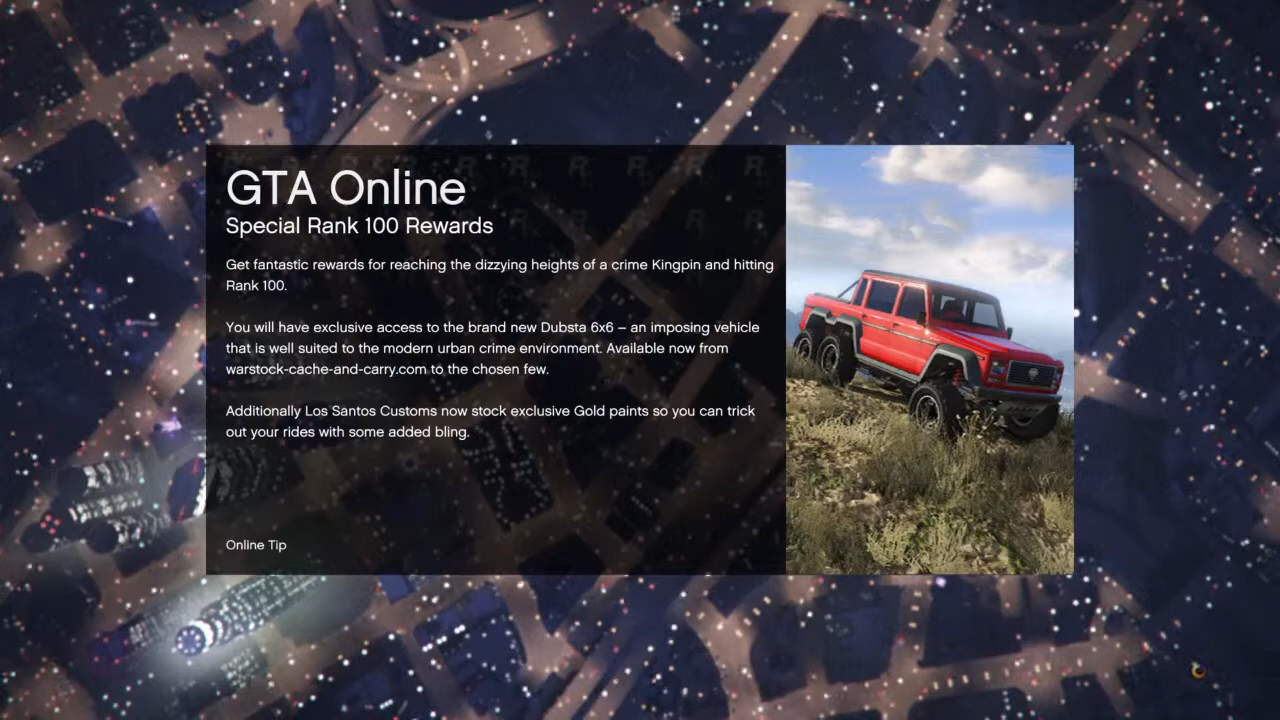 GTA Online
Special Rank 100 Rewards
Get fantastic rewards for reaching the dizzying heights of a crime Kingpin and hitting
Rank 100.
You will have exclusive access to the brand new Dubsta 6x6 – an imposing vehicle
that is well suited to the modern urban crime environment. Available now from
warstock-cache-and-carry.com to the chosen few.
Additionally Los Santos Customs now stock exclusive Gold paints so you can trick
out your rides with some added bling.
Online Tip